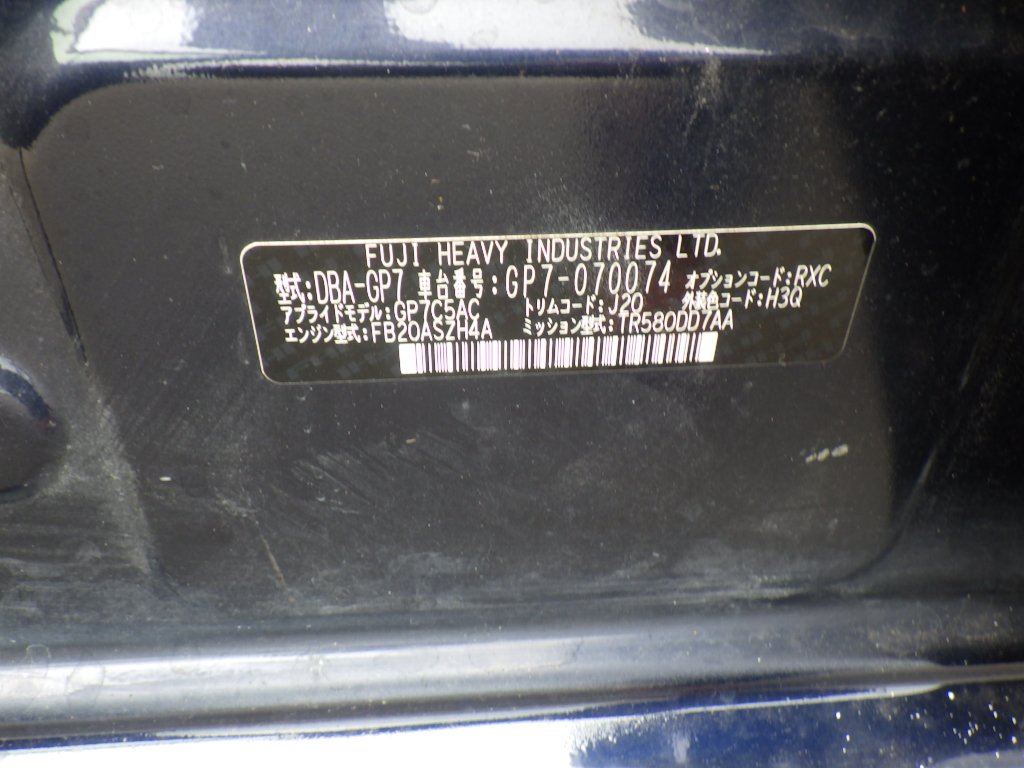 FUJI HEAVY INDUSTRIES LTD.
型式:DBA-GP7 車台番号:GP7-070074 オプションコード:RXC
アプライドモデル:GP7C5AC トリムコード:J20 外装色コード:H3Q
エンジン型式:FB20ASZH4A ミッション型式:TR580DD7AA